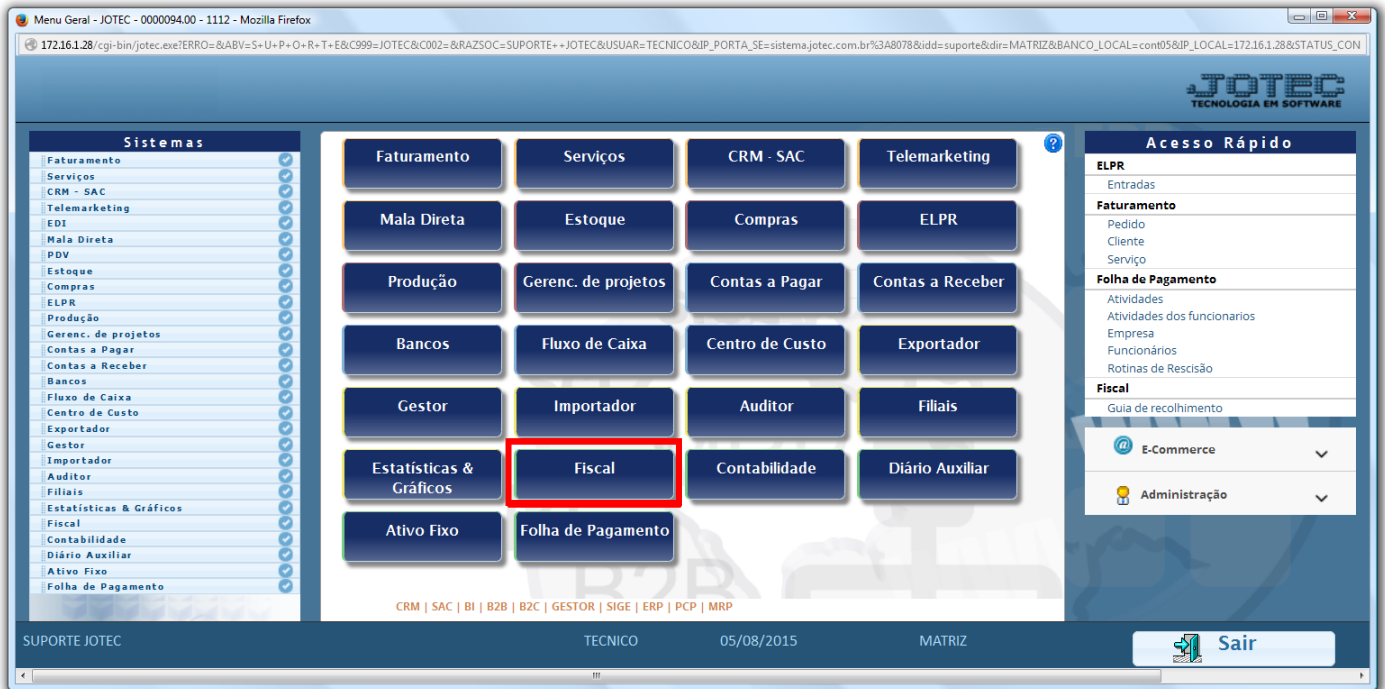 Menu Geral - JOTEC - 0000094.00 - 1112 - Mozilla Firefox
172.16.1.28/cgi-bin/jotec.exe?ERRO=&ABV=S+U+P+O+R+T+E&C999=JOTEC&C002=&RAZSOC=SUPORTE++JOTEC&USUAR=TECNICO&IP_PORTA_SE=sistema.jotec.com.br%3A8078&idd=suporte&dir=MATRIZ&BANCO_LOCAL=cont05&IP_LOCAL=172.16.1.28&STATUS_CON
JOTEC
TECNOLOGIA EM SOFTWARE
Sistemas
Faturamento
Serviços
CRM - SAC
Telemarketing
EDI
Mala Direta
PDV
Estoque
Compras
ELPR
Produção
Gerenc. de projetos
Contas a Pagar
Contas a Receber
Bancos
Fluxo de Caixa
Centro de Custo
Exportador
Gestor
Importador
Auditor
Filiais
Estatísticas & Gráficos
Fiscal
Contabilidade
Diário Auxiliar
Ativo Fixo
Folha de Pagamento
Faturamento Serviços CRM - SAC Telemarketing
Mala Direta Estoque Compras ELPR
Produção Gerenc. de projetos Contas a Pagar Contas a Receber
Bancos Fluxo de Caixa Centro de Custo Exportador
Gestor Importador Auditor Filiais
Estatísticas & Gráficos Fiscal Contabilidade Diário Auxiliar
Ativo Fixo Folha de Pagamento
B2B
CRM | SAC | BI | B2B | B2C | GESTOR | SIGE | ERP | PCP | MRP
?
Acesso Rápido
ELPR
Entradas
Faturamento
Pedido
Cliente
Serviço
Folha de Pagamento
Atividades
Atividades dos funcionarios
Empresa
Funcionários
Rotinas de Rescisão
Fiscal
Guia de recolhimento
@ E-Commerce
Administração
SUPORTE JOTEC TECNICO 05/08/2015 MATRIZ Sair